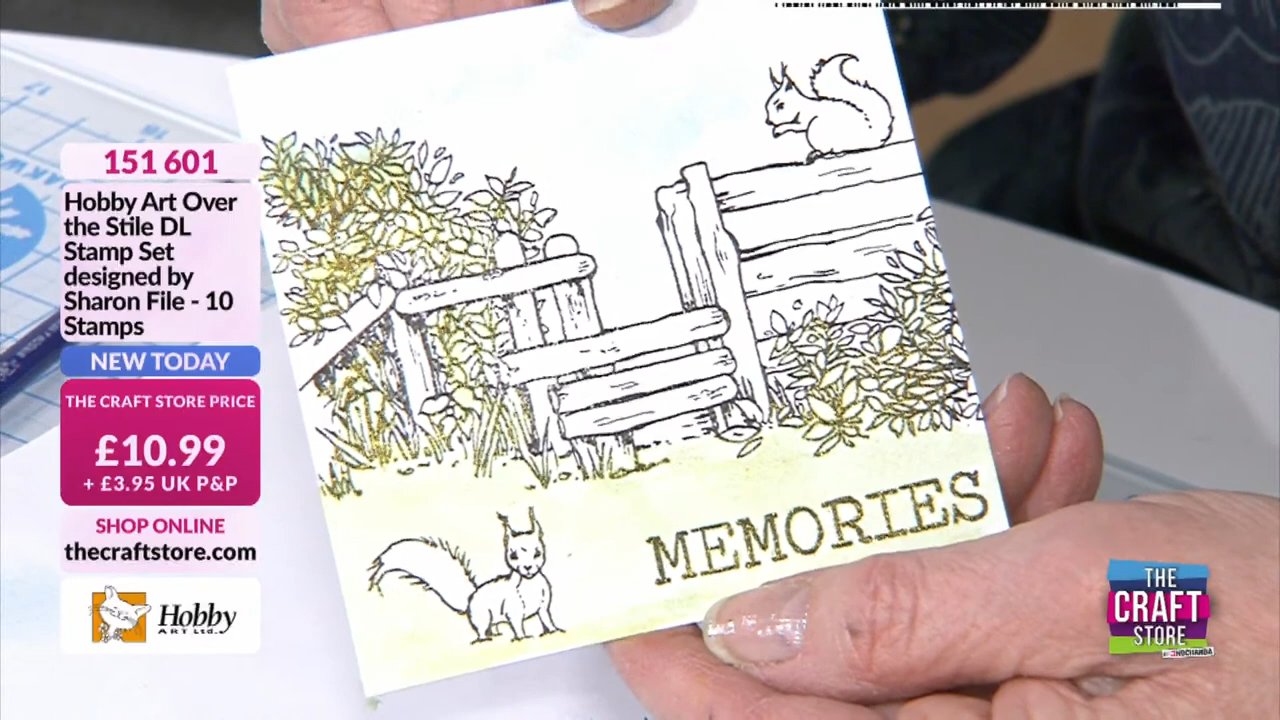 151 601
Hobby Art Over
the Stile DL
Stamp Set
designed by
Sharon File - 10
Stamps
NEW TODAY
THE CRAFT STORE PRICE
£10.99
+ £3.95 UK P&P
SHOP ONLINE
thecraftstore.com
Hobby
ART Ltd.
MEMORIES
THE
CRAFT
STORE
HOCHANDA